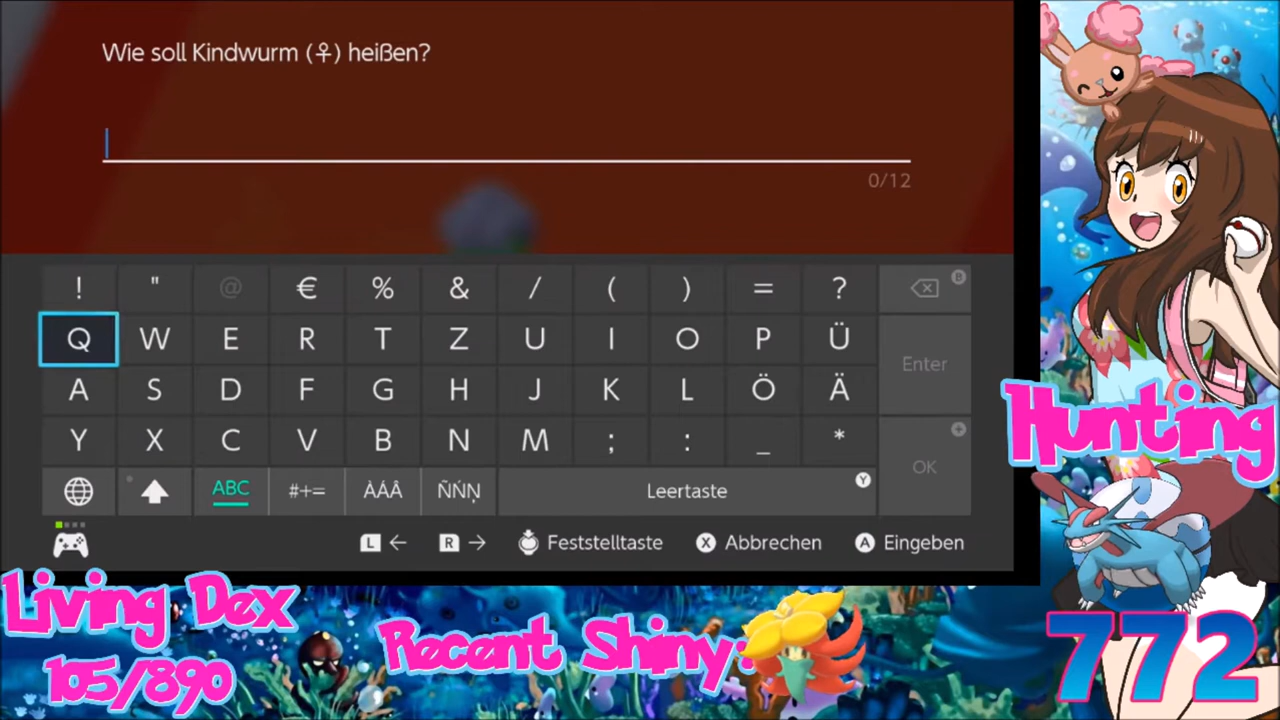 Wie soll Kindwurm (♀) heißen?
0/12
! " @ € % & / ( ) = ? B
Q W E R T Z U I O P Ü
A S D F G H J K L Ö Ä Enter
Y X C V B N M ; : _ * + OK
ABC #+= ÀÁÂ ÑŃŅ Leertaste Y
L ← R → Feststelltaste X Abbrechen A Eingeben
Hunting
772
Living Dex
105/890
Recent Shiny: